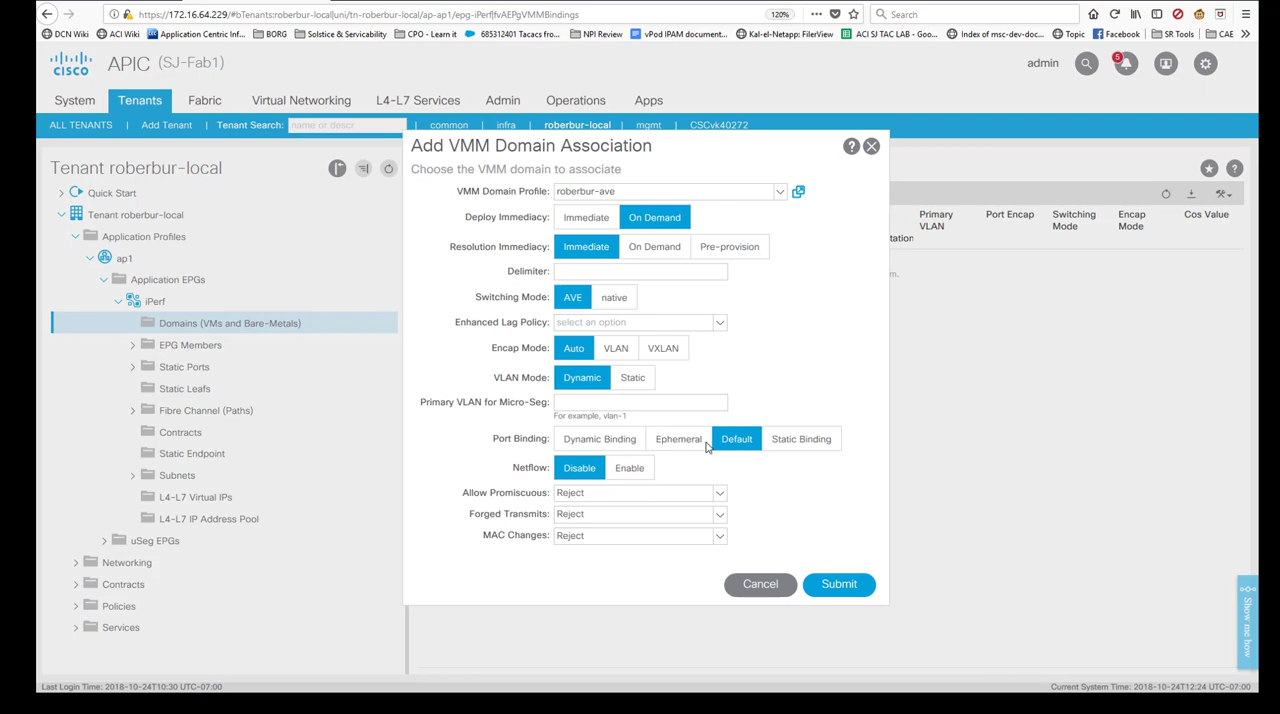 https://172.16.64.229/#bTenants:roberbur-local|uni/tn-roberbur-local/ap-ap1/epg-iPerf|fvAEPgVMMBindings
120%
Search
DCN Wiki
ACI Wiki
Application Centric Inf...
BORG
Solstice & Servicability
CPO - Learn it
685312401 Tacacs fro...
NPI Review
vPod IPAM document...
Kal-el-Netapp: FilerView
ACI SJ TAC LAB - Goo...
Index of msc-dev-doc...
Topic
Facebook
SR Tools
CAE
CISCO
APIC
(SJ-Fab1)
admin
5
System
Tenants
Fabric
Virtual Networking
L4-L7 Services
Admin
Operations
Apps
ALL TENANTS | Add Tenant | Tenant Search: name or descr | common | infra | roberbur-local | mgmt | CSCvk40272
Tenant roberbur-local
Quick Start
Tenant roberbur-local
Application Profiles
ap1
Application EPGs
iPerf
Domains (VMs and Bare-Metals)
EPG Members
Static Ports
Static Leafs
Fibre Channel (Paths)
Contracts
Static Endpoint
Subnets
L4-L7 Virtual IPs
L4-L7 IP Address Pool
uSeg EPGs
Networking
Contracts
Policies
Services
Add VMM Domain Association
Choose the VMM domain to associate
VMM Domain Profile: roberbur-ave
Deploy Immediacy: Immediate On Demand
Resolution Immediacy: Immediate On Demand Pre-provision
Delimiter:
Switching Mode: AVE native
Enhanced Lag Policy: select an option
Encap Mode: Auto VLAN VXLAN
VLAN Mode: Dynamic Static
Primary VLAN for Micro-Seg:
For example, vlan-1
Port Binding: Dynamic Binding Ephemeral Default Static Binding
Netflow: Disable Enable
Allow Promiscuous: Reject
Forged Transmits: Reject
MAC Changes: Reject
Cancel
Submit
Primary
VLAN
Port Encap
Switching
Mode
Encap
Mode
Cos Value
tation
m.
Show me how
Last Login Time: 2018-10-24T10:30 UTC-07:00
Current System Time: 2018-10-24T12:24 UTC-07:00